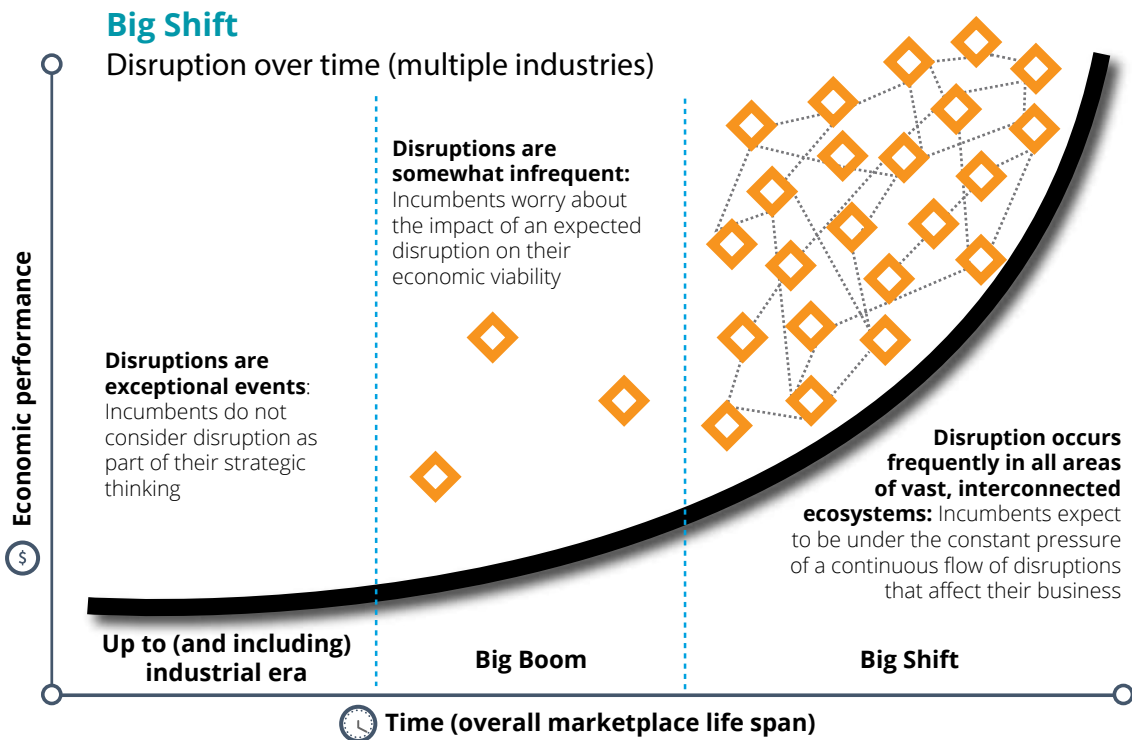 Big Shift
Disruption over time (multiple industries)
Disruptions are
somewhat infrequent:
Incumbents worry about
the impact of an expected
disruption on their
economic viability
Disruptions are
exceptional events:
Incumbents do not
consider disruption as
part of their strategic
thinking
Disruption occurs
frequently in all areas
of vast, interconnected
ecosystems: Incumbents expect
to be under the constant pressure
of a continuous flow of disruptions
that affect their business
Economic performance
$
Up to (and including)
industrial era
Big Boom
Big Shift
Time (overall marketplace life span)